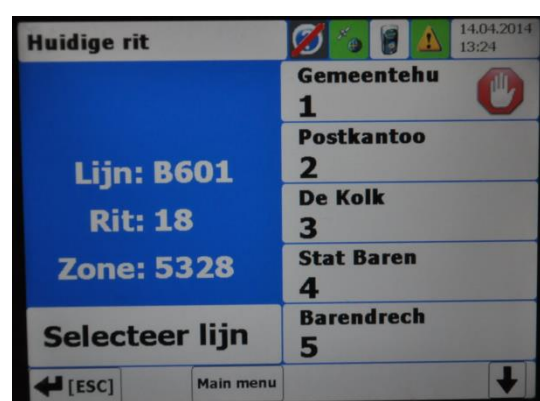 Huidige rit
14.04.2014
13:24
Lijn: B601
Rit: 18
Zone: 5328
Selecteer lijn
Gemeentehu
1
Postkantoo
2
De Kolk
3
Stat Baren
4
Barendrech
5
[ESC]
Main menu